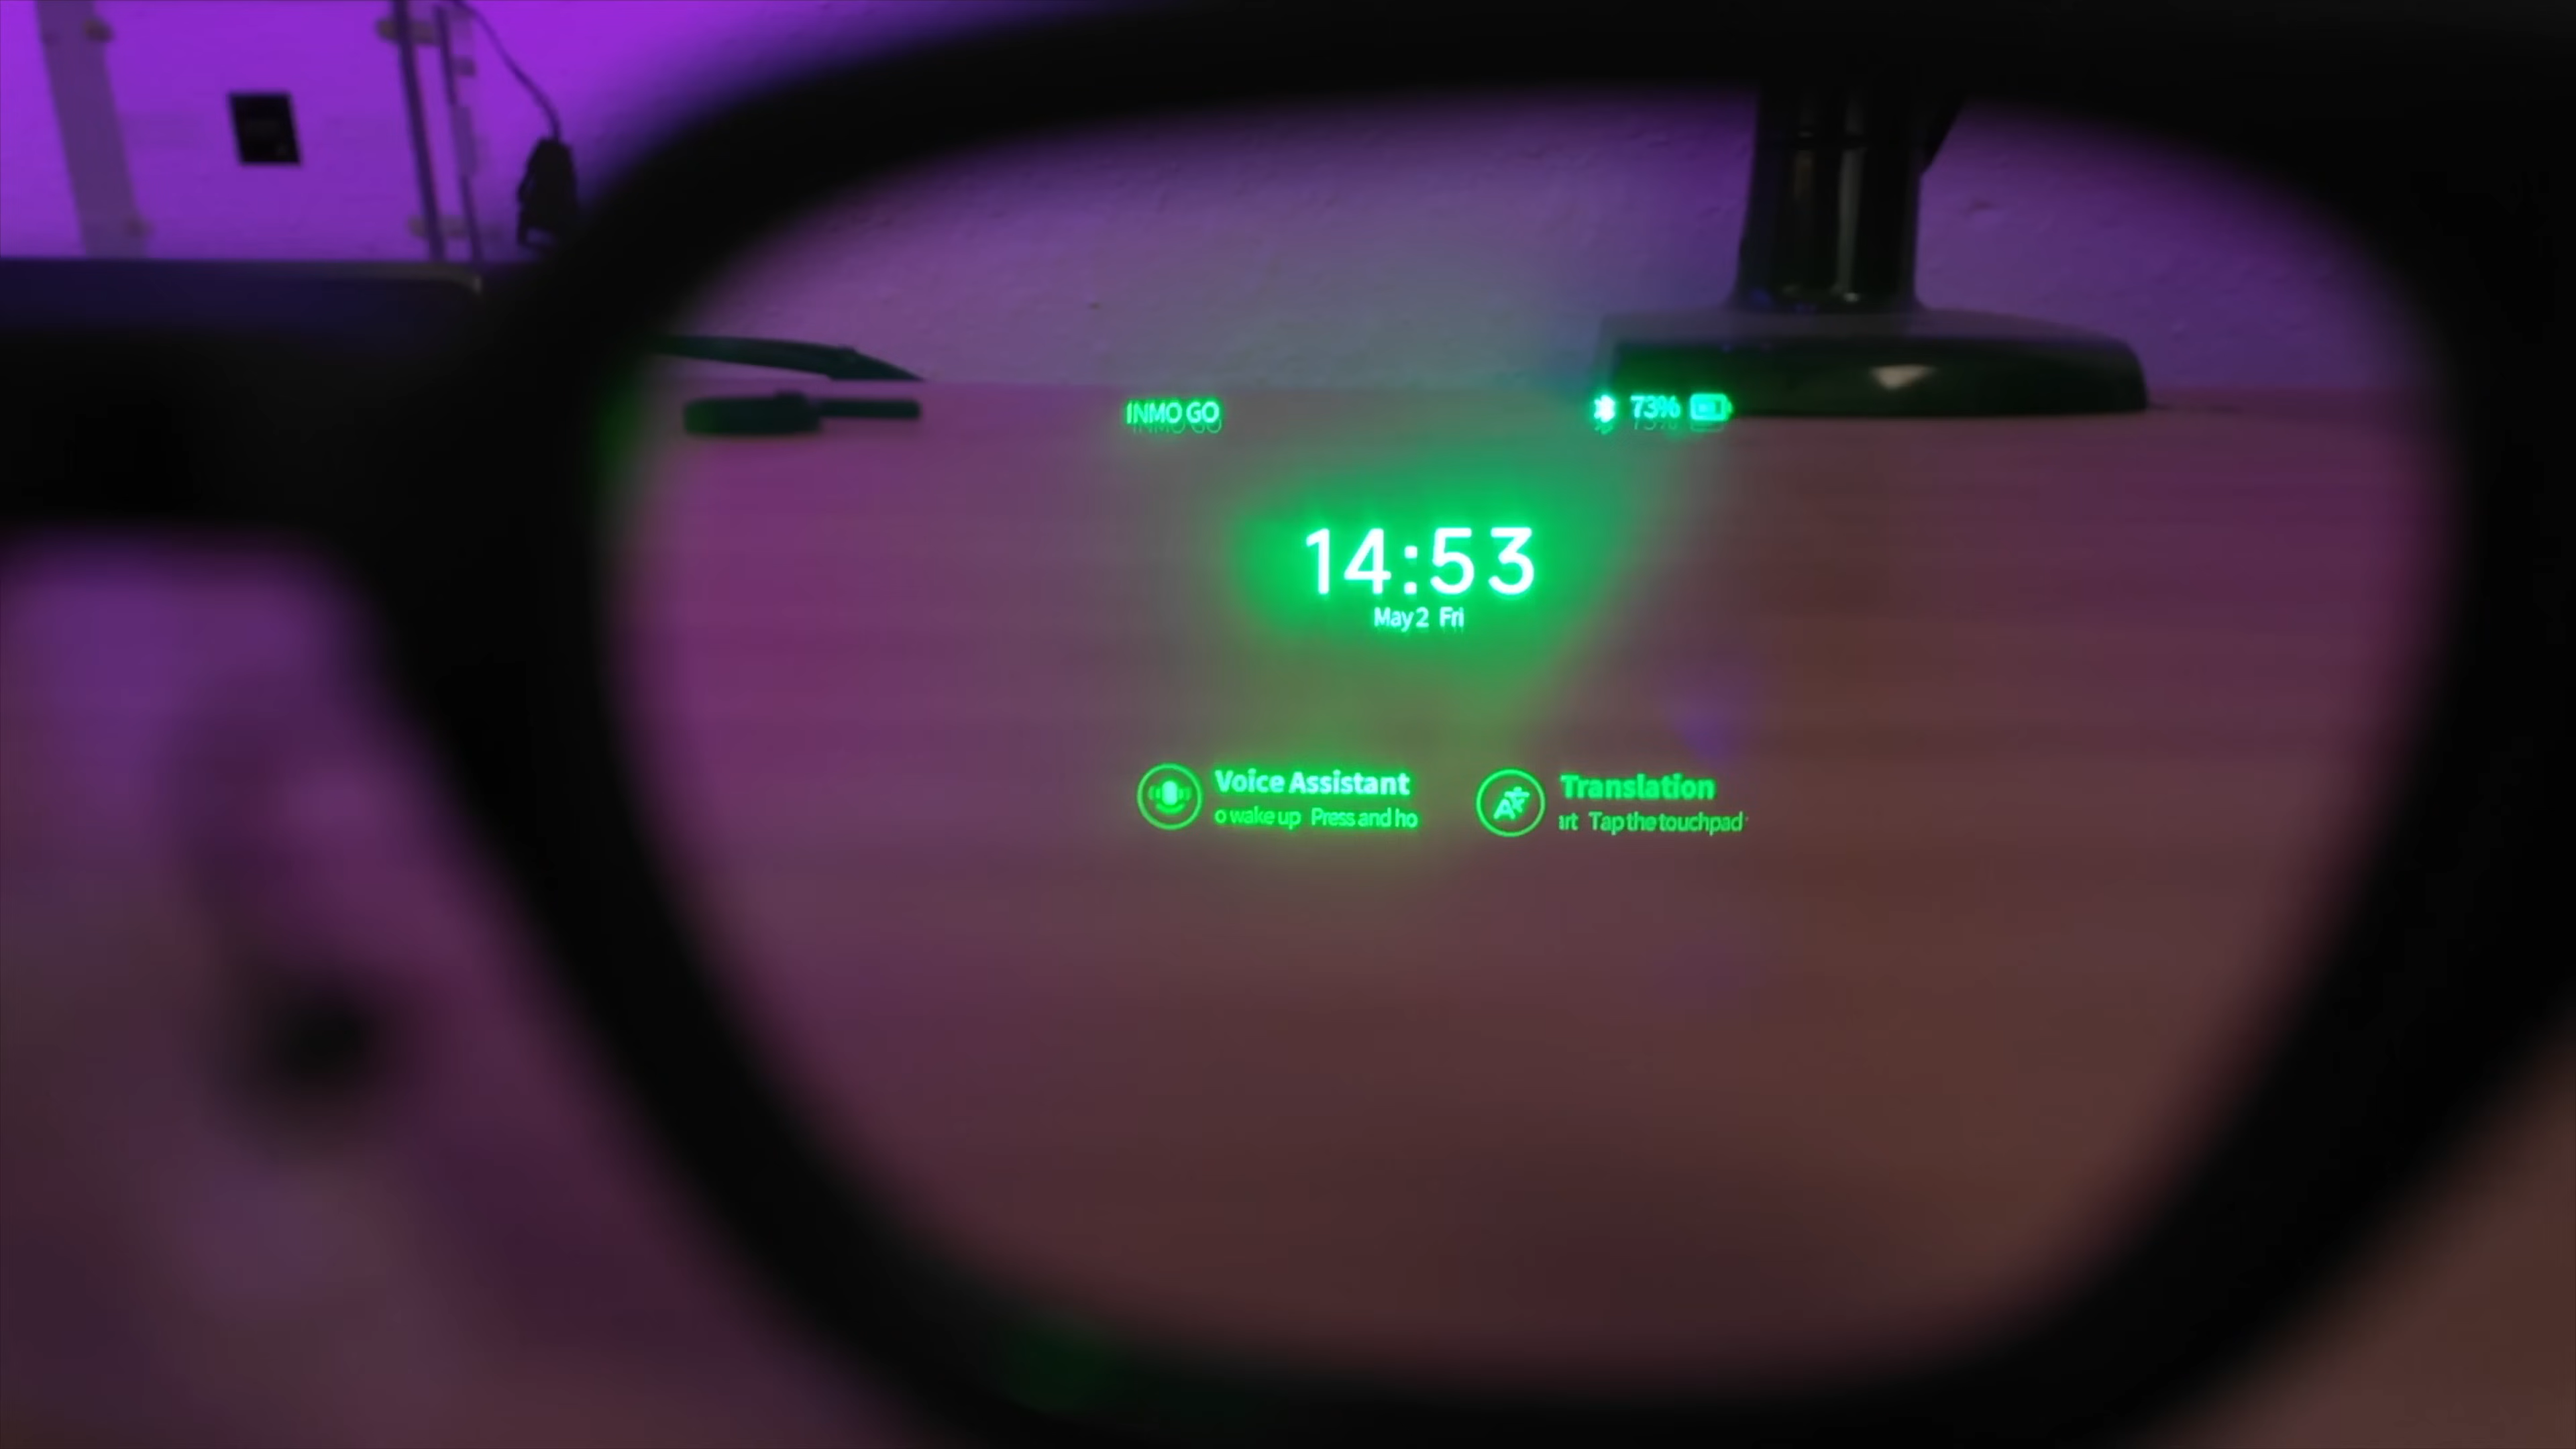 INMO GO
73%
14:53
May 2 Fri
Voice Assistant
o wake up Press and ho
Translation
art Tap the touchpad